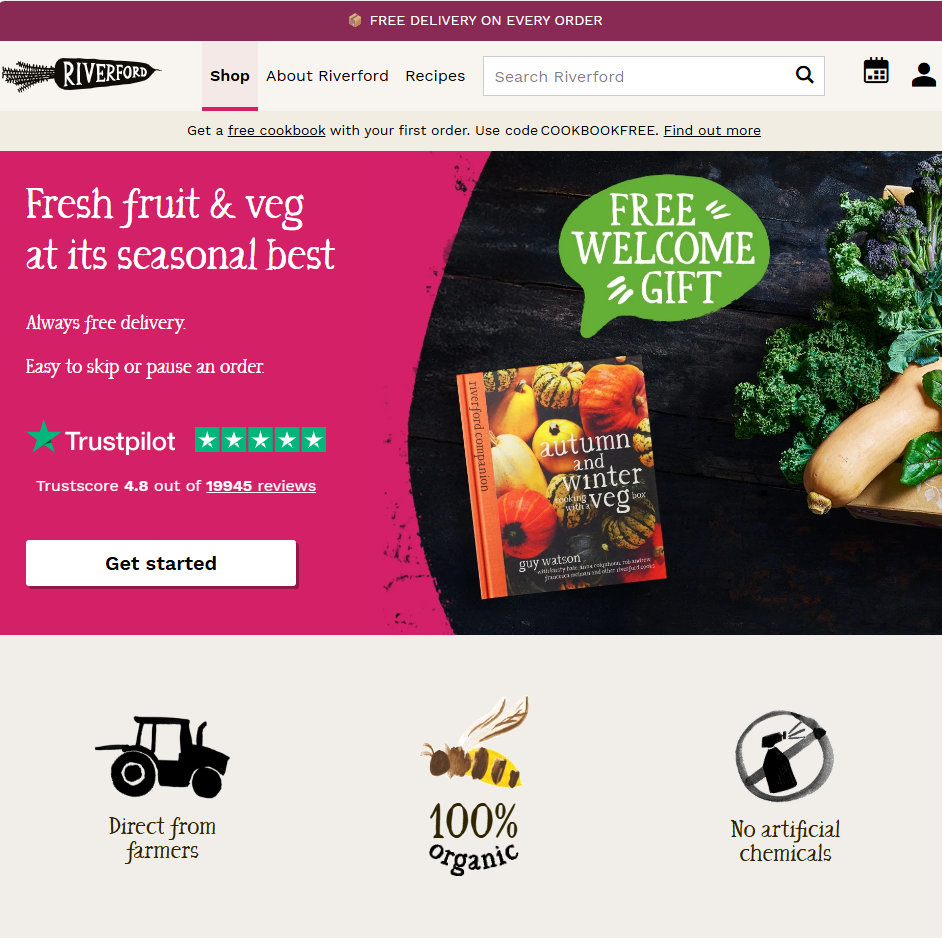 FREE DELIVERY ON EVERY ORDER
RIVERFORD
Shop About Riverford Recipes Search Riverford
Get a free cookbook with your first order. Use code COOKBOOKFREE. Find out more
Fresh fruit & veg
at its seasonal best
Always free delivery.
Easy to skip or pause an order.
Trustpilot
Trustscore 4.8 out of 19945 reviews
Get started
FREE
WELCOME
GIFT
riverford companion
autumn
and
winter
cooking
with a
veg box
guy watson
Direct from
farmers
100%
organic
No artificial
chemicals